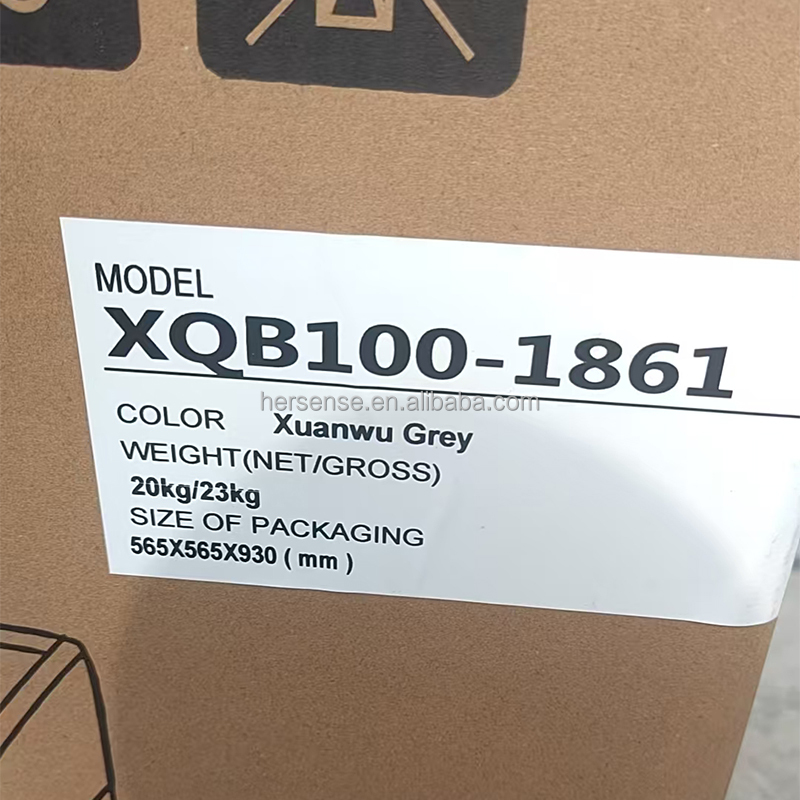 MODEL
XQB100-1861
hersense.en.alibaba.com
COLOR Xuanwu Grey
WEIGHT(NET/GROSS)
20kg/23kg
SIZE OF PACKAGING
565X565X930 ( mm )